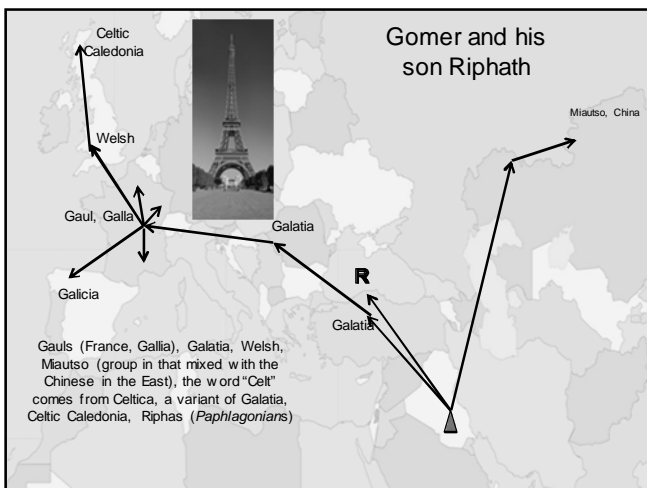 Gomer and his
son Riphath
Celtic
Caledonia
Miautso, China
Welsh
Gaul, Galla
Galatia
R
Galicia
Galatia
Gauls (France, Gallia), Galatia, Welsh,
Miautso (group in that mixed with the
Chinese in the East), the word "Celt"
comes from Celtica, a variant of Galatia,
Celtic Caledonia, Riphas (Paphlagonians)